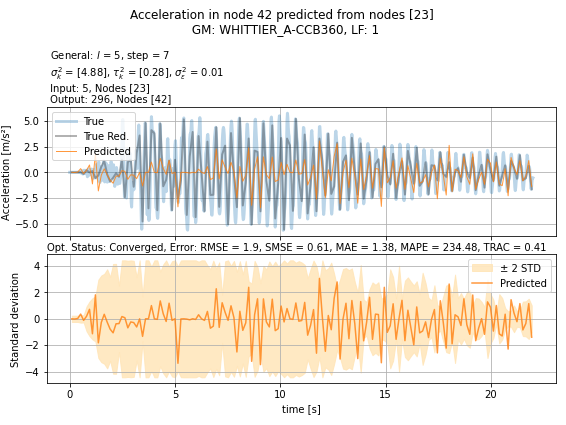 Acceleration in node 42 predicted from nodes [23]
GM: WHITTIER_A-CCB360, LF: 1
General: l = 5, step = 7
σ²ₖ = [4.88], τ²ₖ = [0.28], σ²ε = 0.01
Input: 5, Nodes [23]
Output: 296, Nodes [42]
True
True Red.
Predicted
Acceleration [m/s²]
5.0
2.5
0.0
−2.5
−5.0
Opt. Status: Converged, Error: RMSE = 1.9, SMSE = 0.61, MAE = 1.38, MAPE = 234.48, TRAC = 0.41
± 2 STD
Predicted
Standard deviation
4
2
0
−2
−4
0 5 10 15 20
time [s]